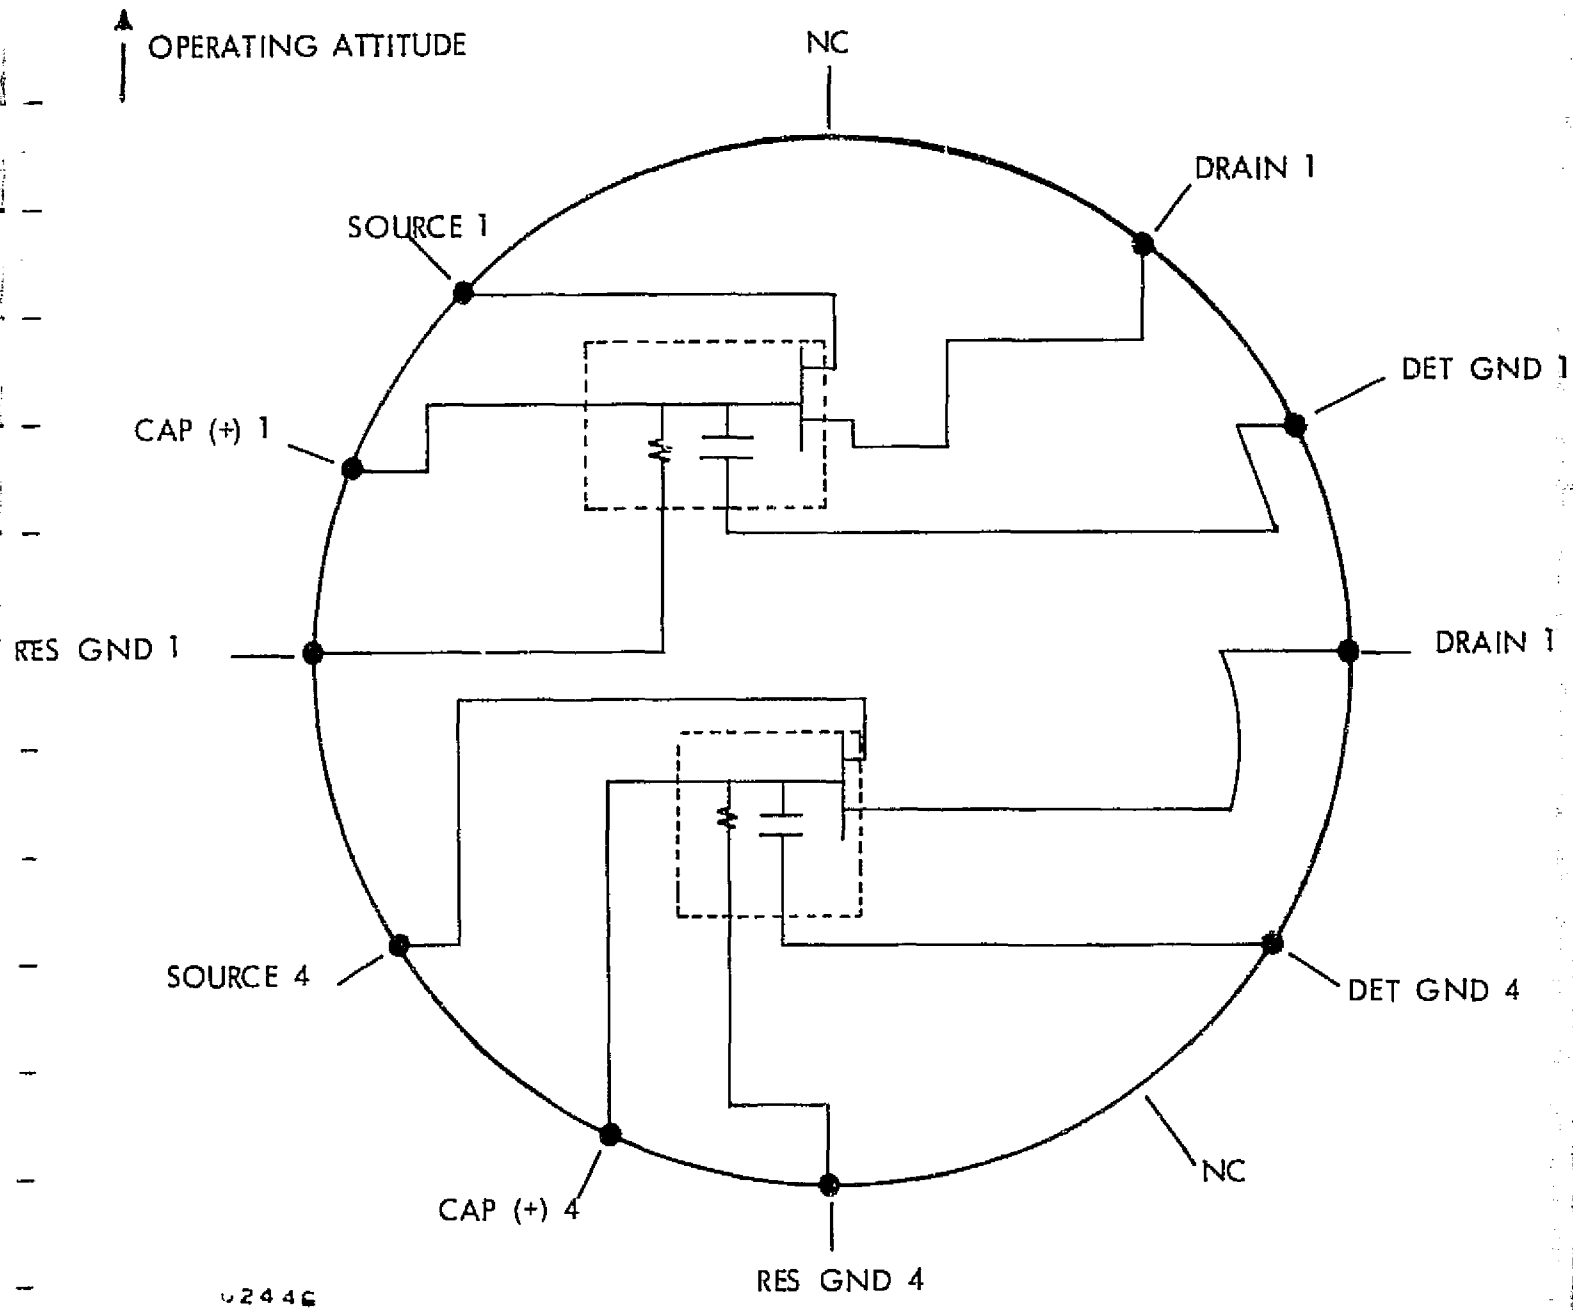 OPERATING ATTITUDE
NC
DRAIN 1
SOURCE 1
DET GND 1
CAP (+) 1
RES GND 1
DRAIN 1
SOURCE 4
DET GND 4
NC
CAP (+) 4
RES GND 4